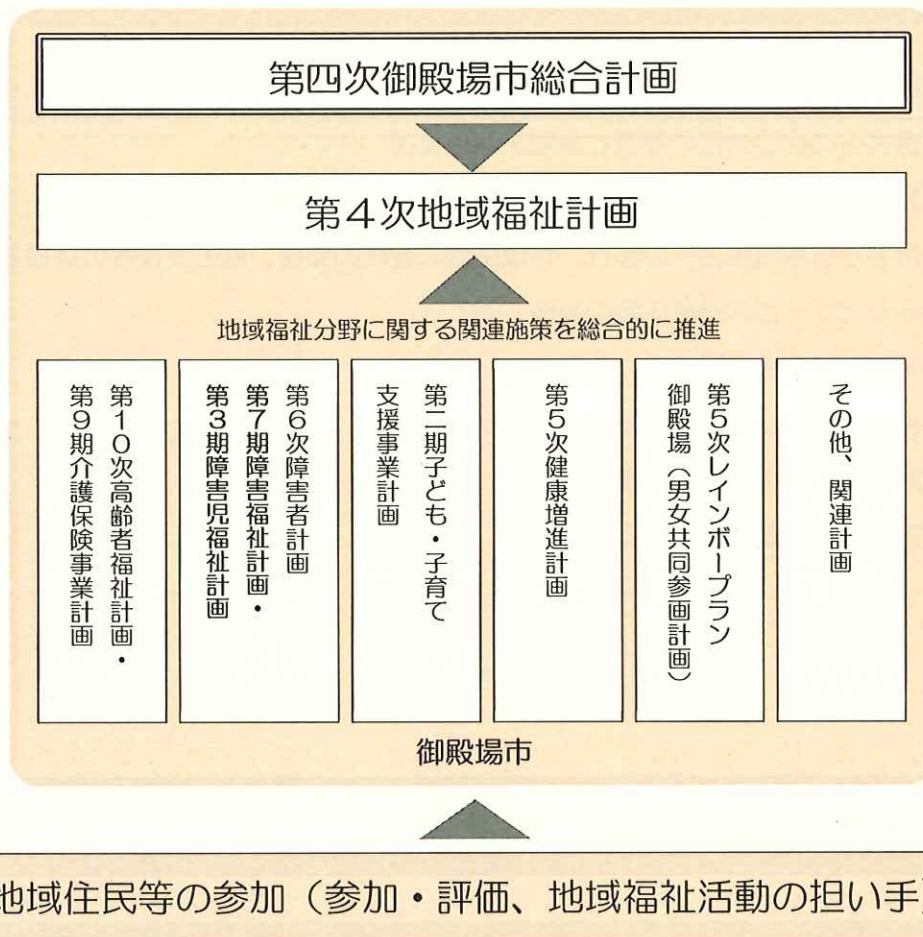 第四次御殿場市総合計画
第4次地域福祉計画
地域福祉分野に関する関連施策を総合的に推進
第10次高齢者福祉計画・
第9期介護保険事業計画
第6次障害者計画
第7期障害福祉計画・
第3期障害児福祉計画
第二期子ども・子育て
支援事業計画
第5次健康増進計画
第5次レインボープラン
御殿場（男女共同参画計画）
その他、関連計画
御殿場市
地域住民等の参加（参加・評価、地域福祉活動の担い手）